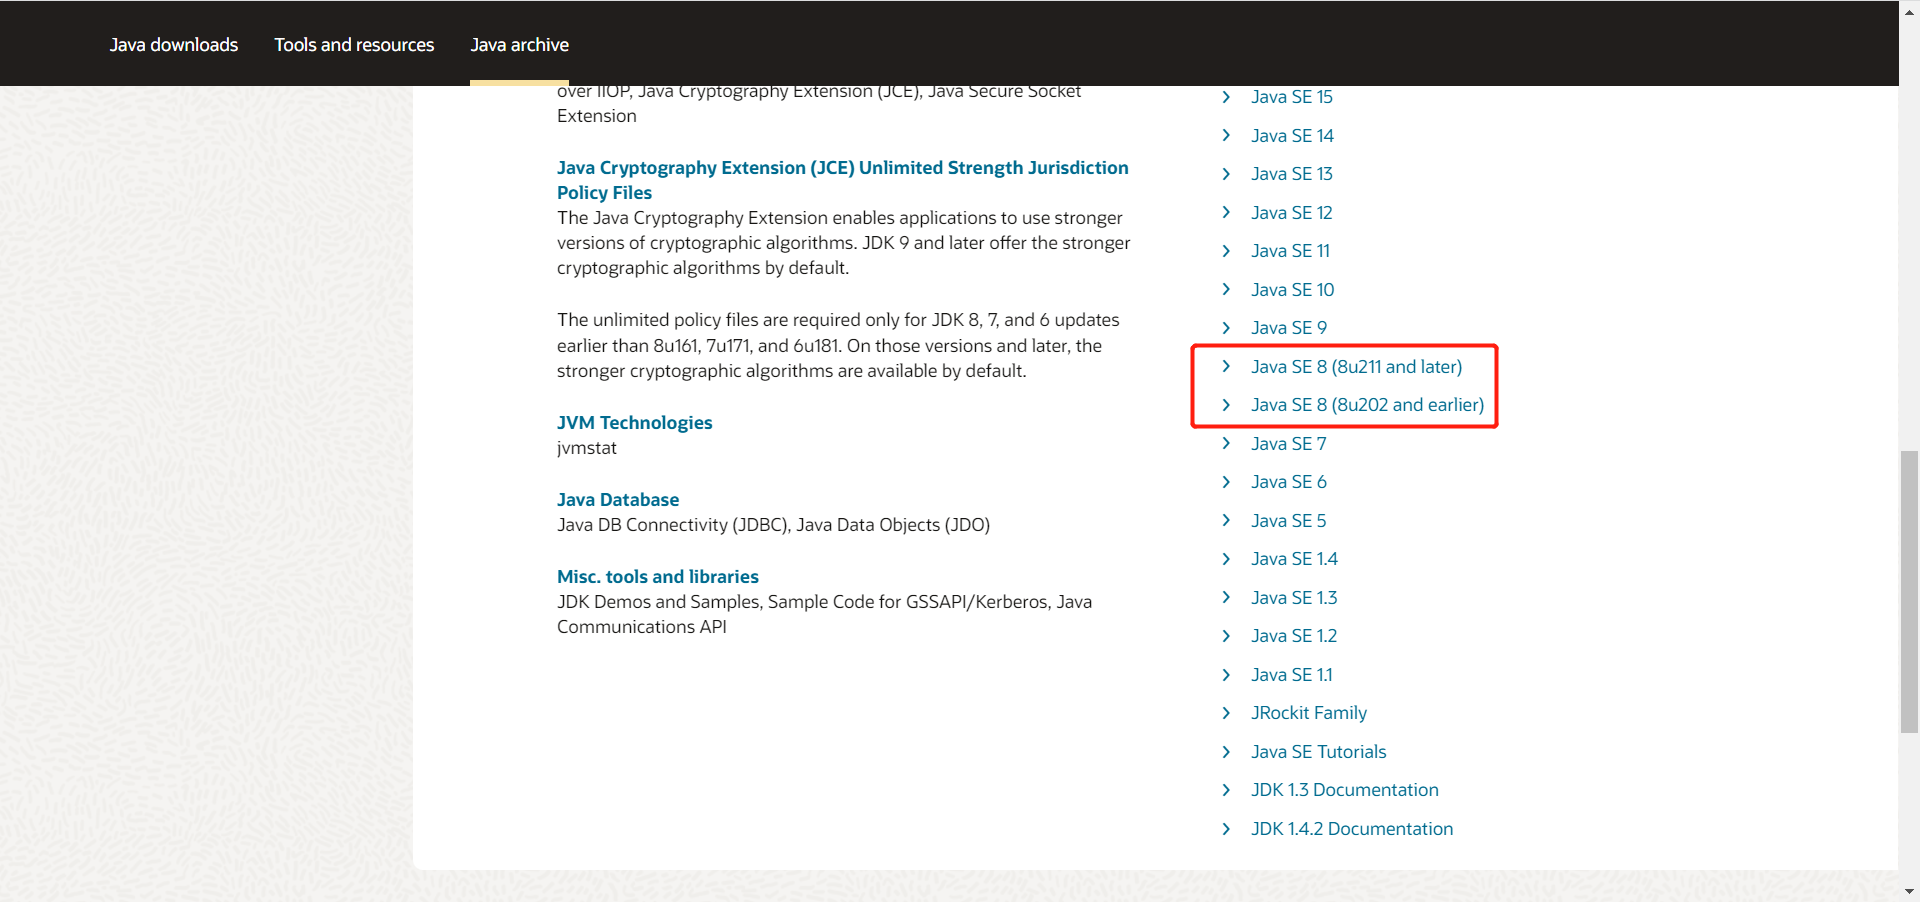 Java downloads
Tools and resources
Java archive
over IIOP, Java Cryptography Extension (JCE), Java Secure Socket
Extension
Java Cryptography Extension (JCE) Unlimited Strength Jurisdiction
Policy Files
The Java Cryptography Extension enables applications to use stronger
versions of cryptographic algorithms. JDK 9 and later offer the stronger
cryptographic algorithms by default.
The unlimited policy files are required only for JDK 8, 7, and 6 updates
earlier than 8u161, 7u171, and 6u181. On those versions and later, the
stronger cryptographic algorithms are available by default.
JVM Technologies
jvmstat
Java Database
Java DB Connectivity (JDBC), Java Data Objects (JDO)
Misc. tools and libraries
JDK Demos and Samples, Sample Code for GSSAPI/Kerberos, Java
Communications API
Java SE 15
Java SE 14
Java SE 13
Java SE 12
Java SE 11
Java SE 10
Java SE 9
Java SE 8 (8u211 and later)
Java SE 8 (8u202 and earlier)
Java SE 7
Java SE 6
Java SE 5
Java SE 1.4
Java SE 1.3
Java SE 1.2
Java SE 1.1
JRockit Family
Java SE Tutorials
JDK 1.3 Documentation
JDK 1.4.2 Documentation